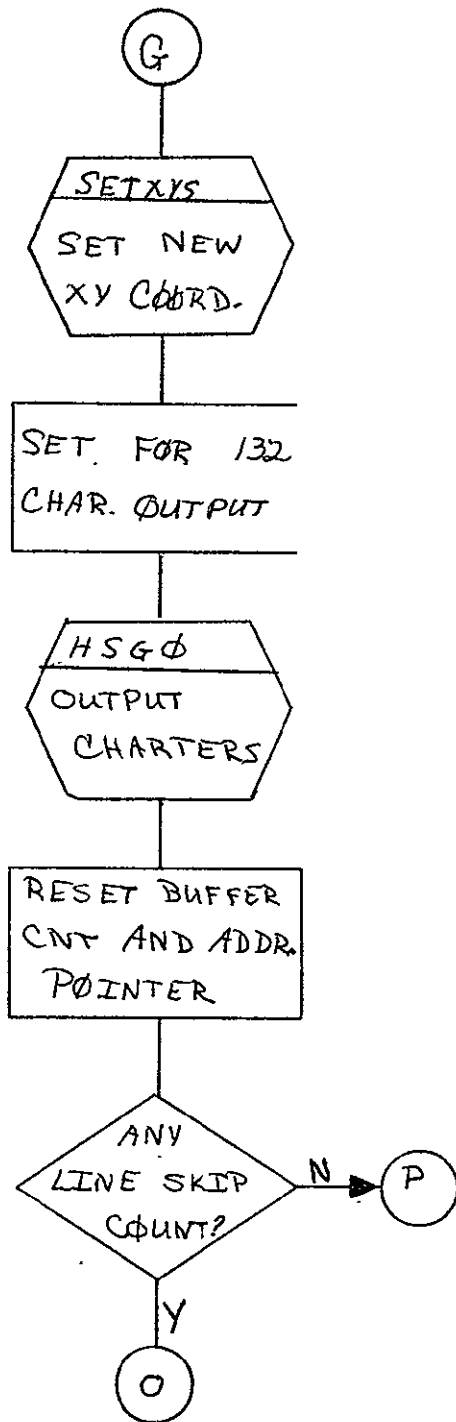 G
SETXYS
SET NEW
XY CØØRD.
SET. FØR 132
CHAR. ØUTPUT
HSGØ
OUTPUT
CHARTERS
RESET BUFFER
CNT AND ADDR.
PØINTER
ANY
LINE SKIP
CØUNT?
N
P
Y
O